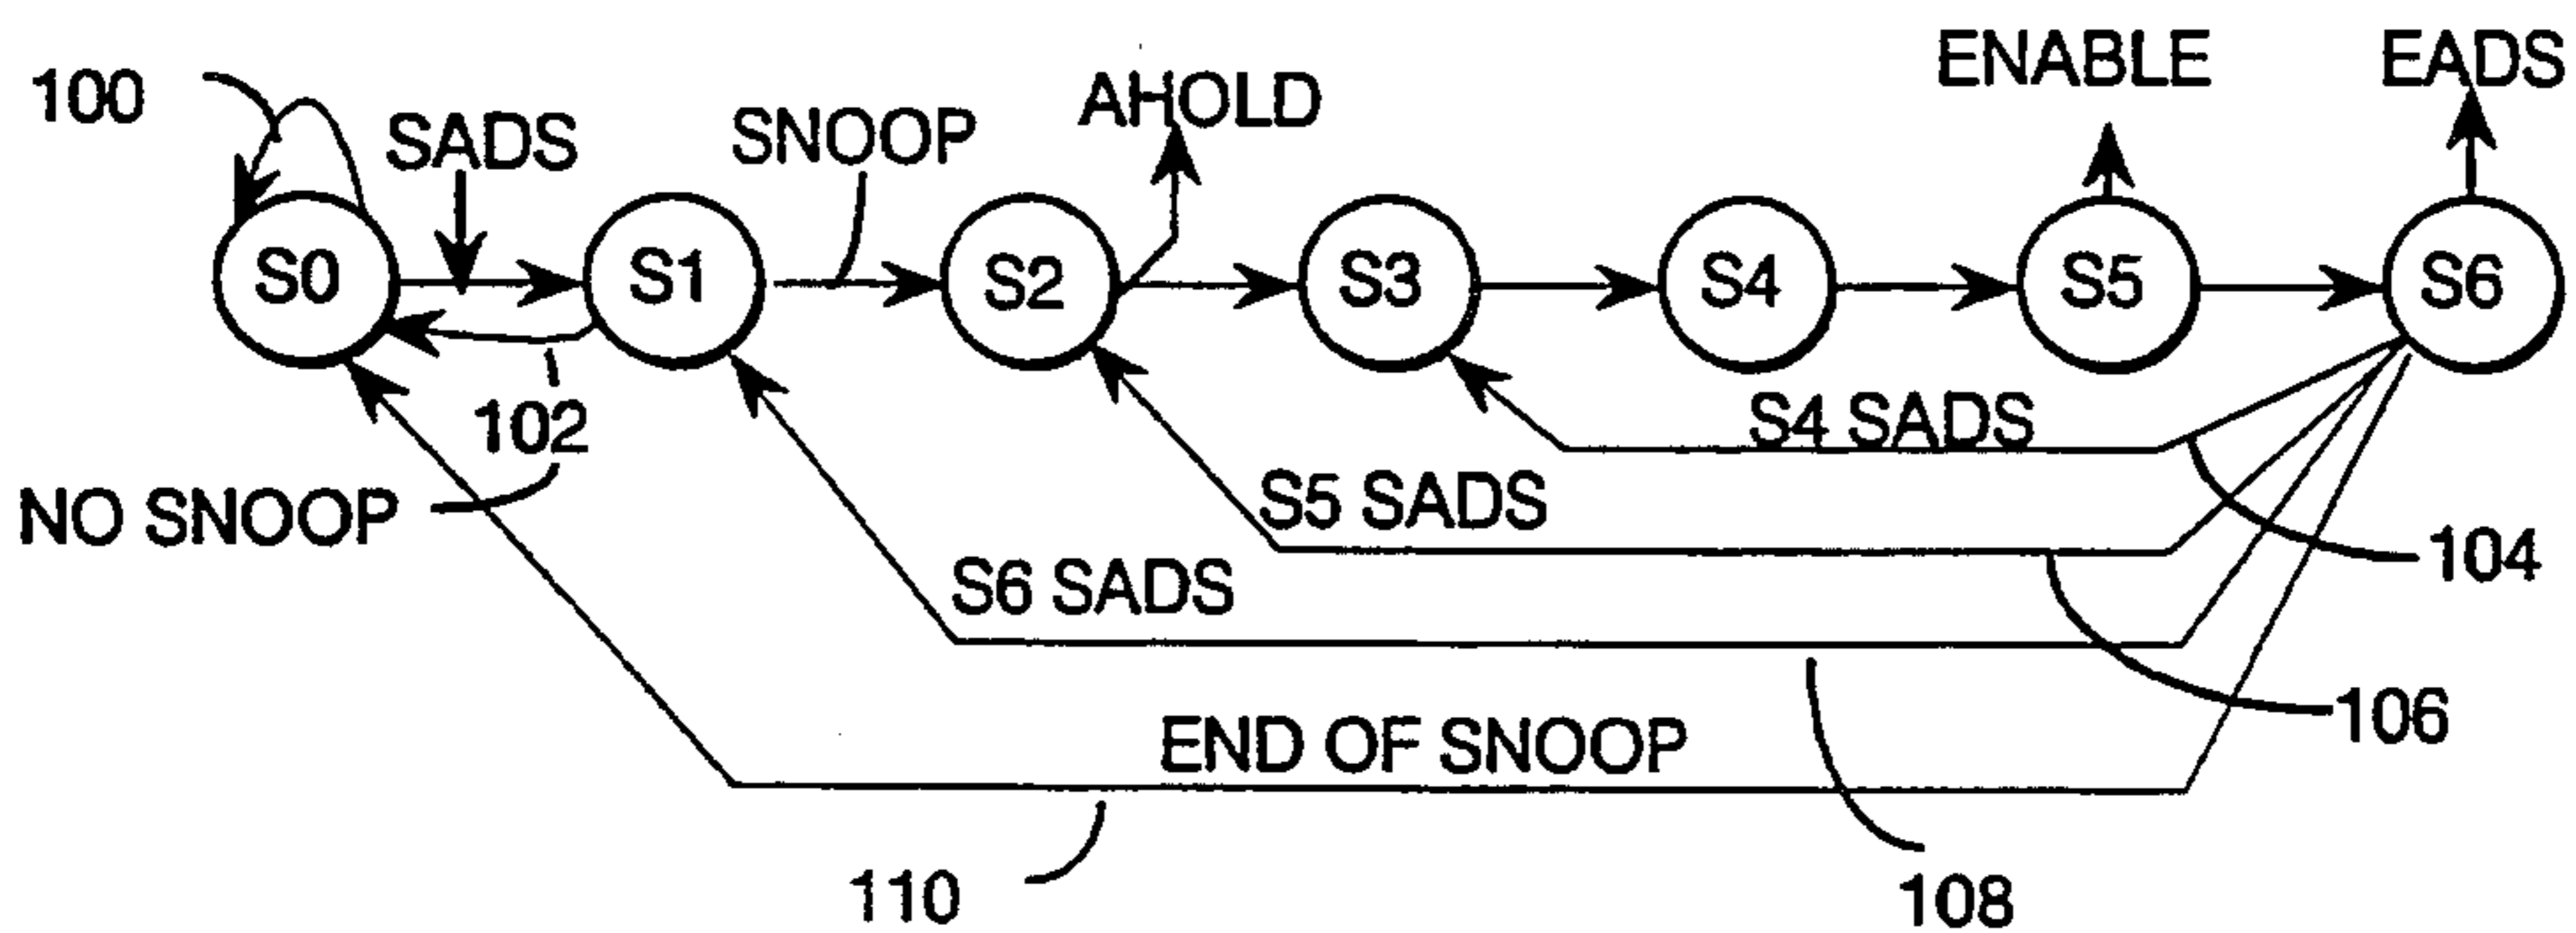 ENABLE
EADS
100
AHOLD
SADS
SNOOP
S0
S1
S2
S3
S4
S5
S6
102
S4 SADS
NO SNOOP
S5 SADS
104
S6 SADS
106
END OF SNOOP
110
108